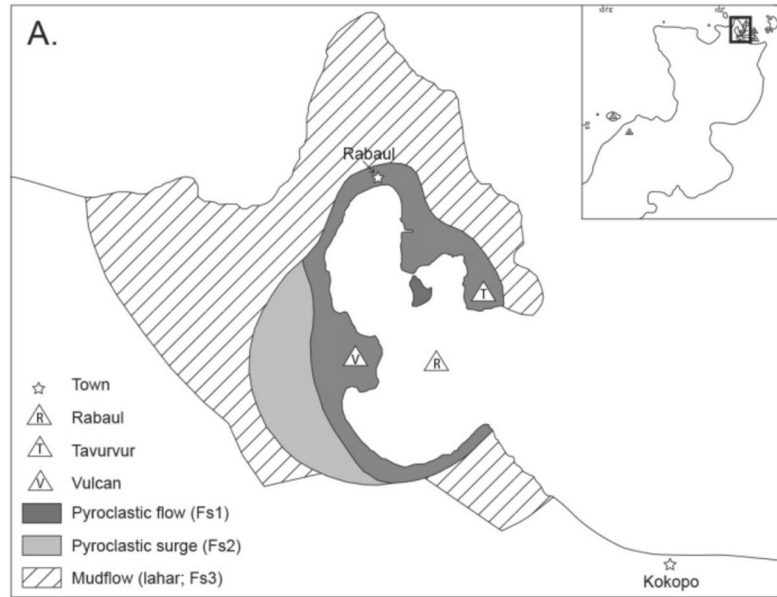 A.
Rabaul
T
V
R
Town
R Rabaul
T Tavurvur
V Vulcan
Pyroclastic flow (Fs1)
Pyroclastic surge (Fs2)
Mudflow (lahar; Fs3)
Kokopo